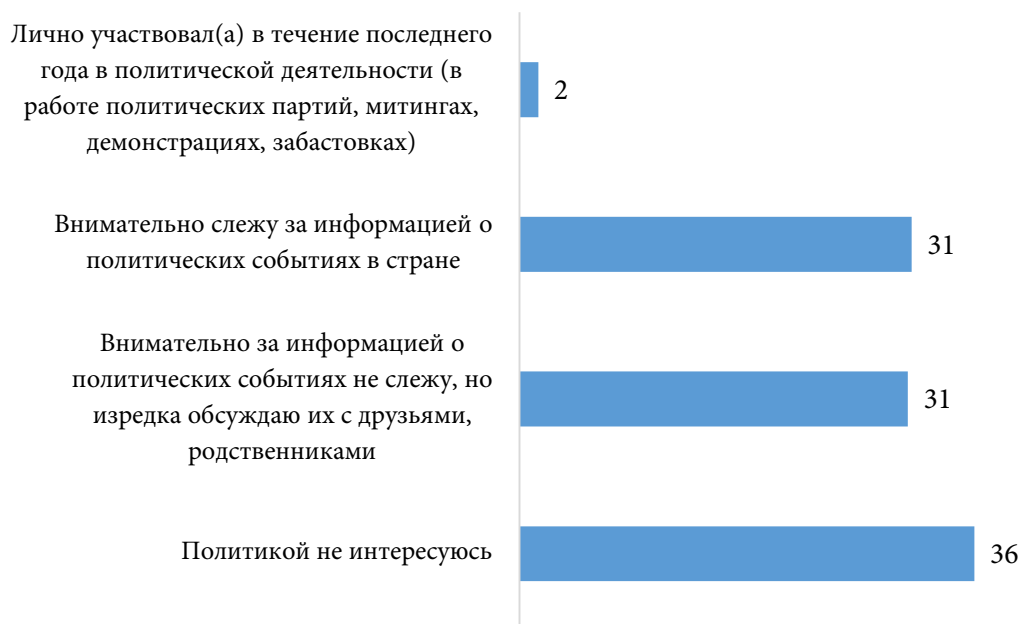 Лично участвовал(а) в течение последнего
года в политической деятельности (в
работе политических партий, митингах,
демонстрациях, забастовках)
2
Внимательно слежу за информацией о
политических событиях в стране
31
Внимательно за информацией о
политических событиях не слежу, но
изредка обсуждаю их с друзьями,
родственниками
31
Политикой не интересуюсь
36